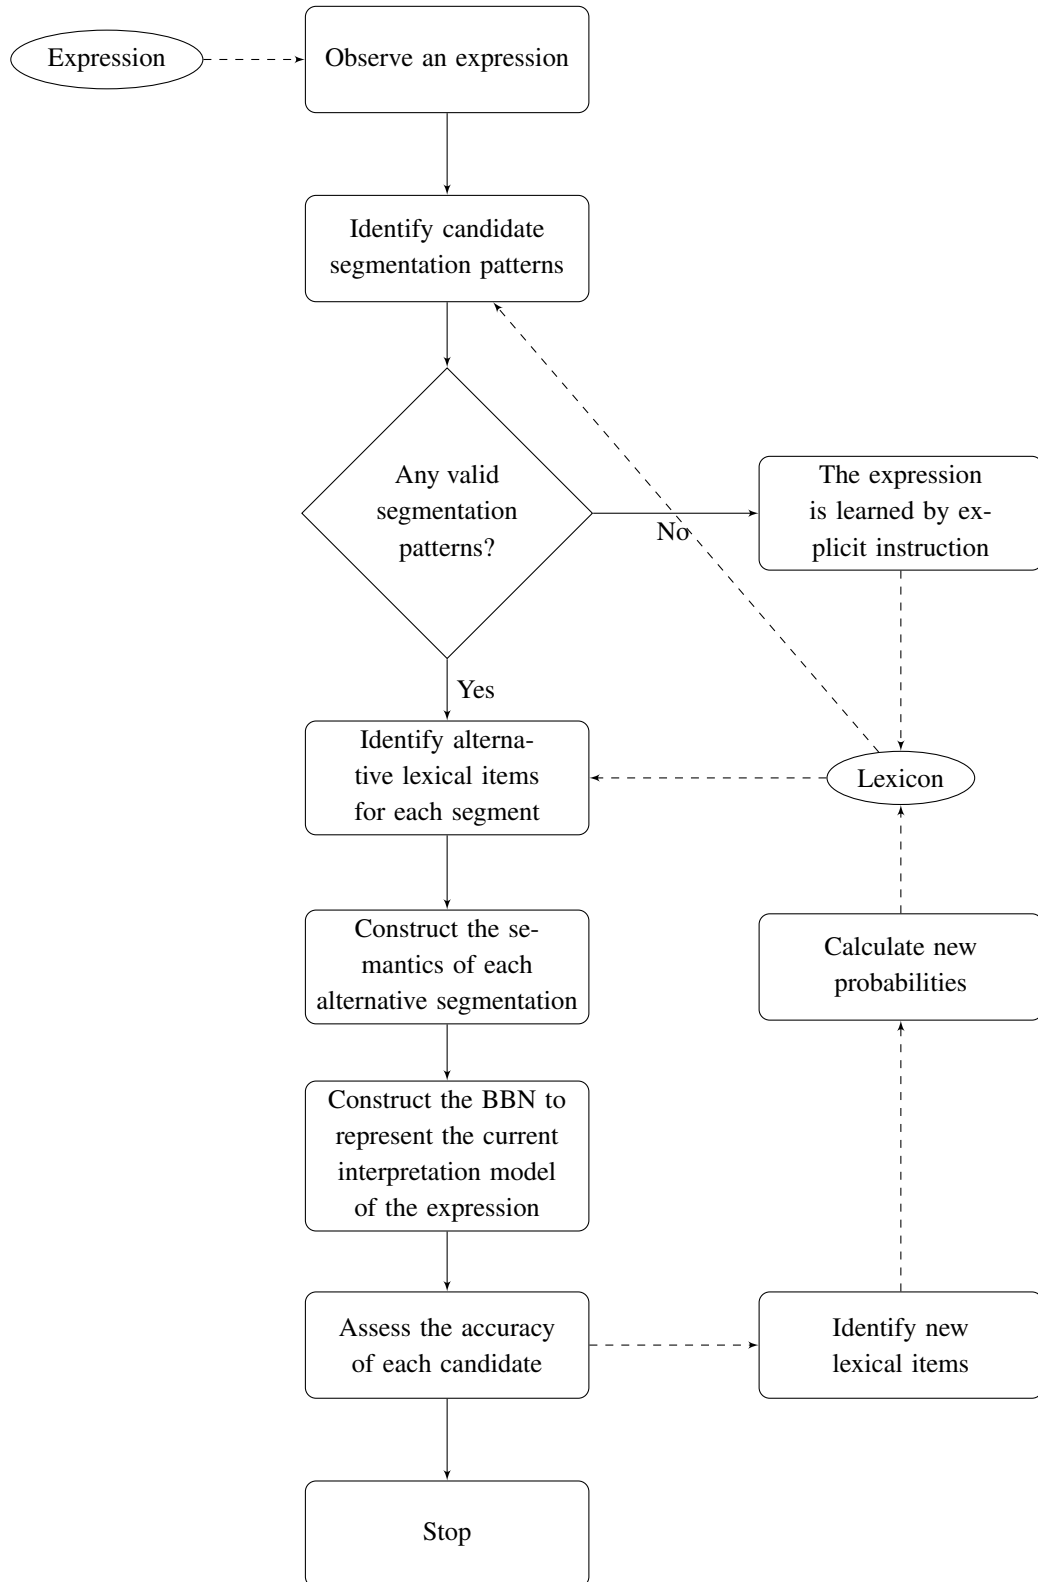 Expression
Observe an expression
Identify candidate
segmentation patterns
Any valid
segmentation
patterns?
No
The expression
is learned by ex-
plicit instruction
Yes
Identify alterna-
tive lexical items
for each segment
Lexicon
Construct the se-
mantics of each
alternative segmentation
Calculate new
probabilities
Construct the BBN to
represent the current
interpretation model
of the expression
Assess the accuracy
of each candidate
Identify new
lexical items
Stop